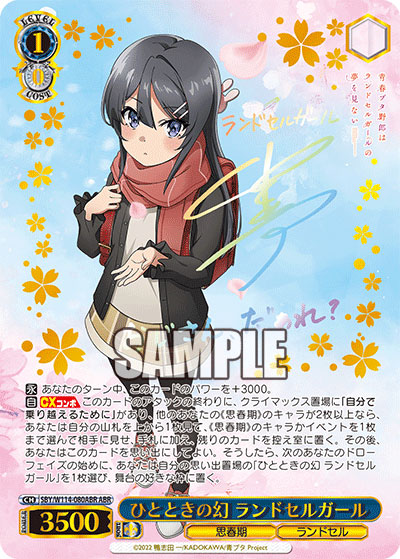 LEVEL
1
0
COST
青春ブタ野郎は
ランドセルガールの
夢を見ない
ランドセルガール
だあれ?
SAMPLE
永 あなたのターン中、このカードのパワーを+3000。
自 CXコンボ このカードのアタックの終わりに、クライマックス置場に「自分で
乗り越えるために」があり、他のあなたの《思春期》のキャラが2枚以上なら、
あなたは自分の山札を上から1枚見て、《思春期》のキャラかイベントを1枚
まで選んで相手に見せ、手札に加え、残りのカードを控え室に置く。その後、
あなたはこのカードを思い出にしてよい。そうしたら、次のあなたのドロー
フェイズの始めに、あなたは自分の思い出置場の「ひとときの幻 ランドセルガー
ル」を1枚選び、舞台の好きな枠に置く。
CH SBY/W114-080ABR ABR
ひとときの幻 ランドセルガール
3500
POWER
SOUL
思春期
ランドセル
©2022 鴨志田 一/KADOKAWA/青ブタ Project